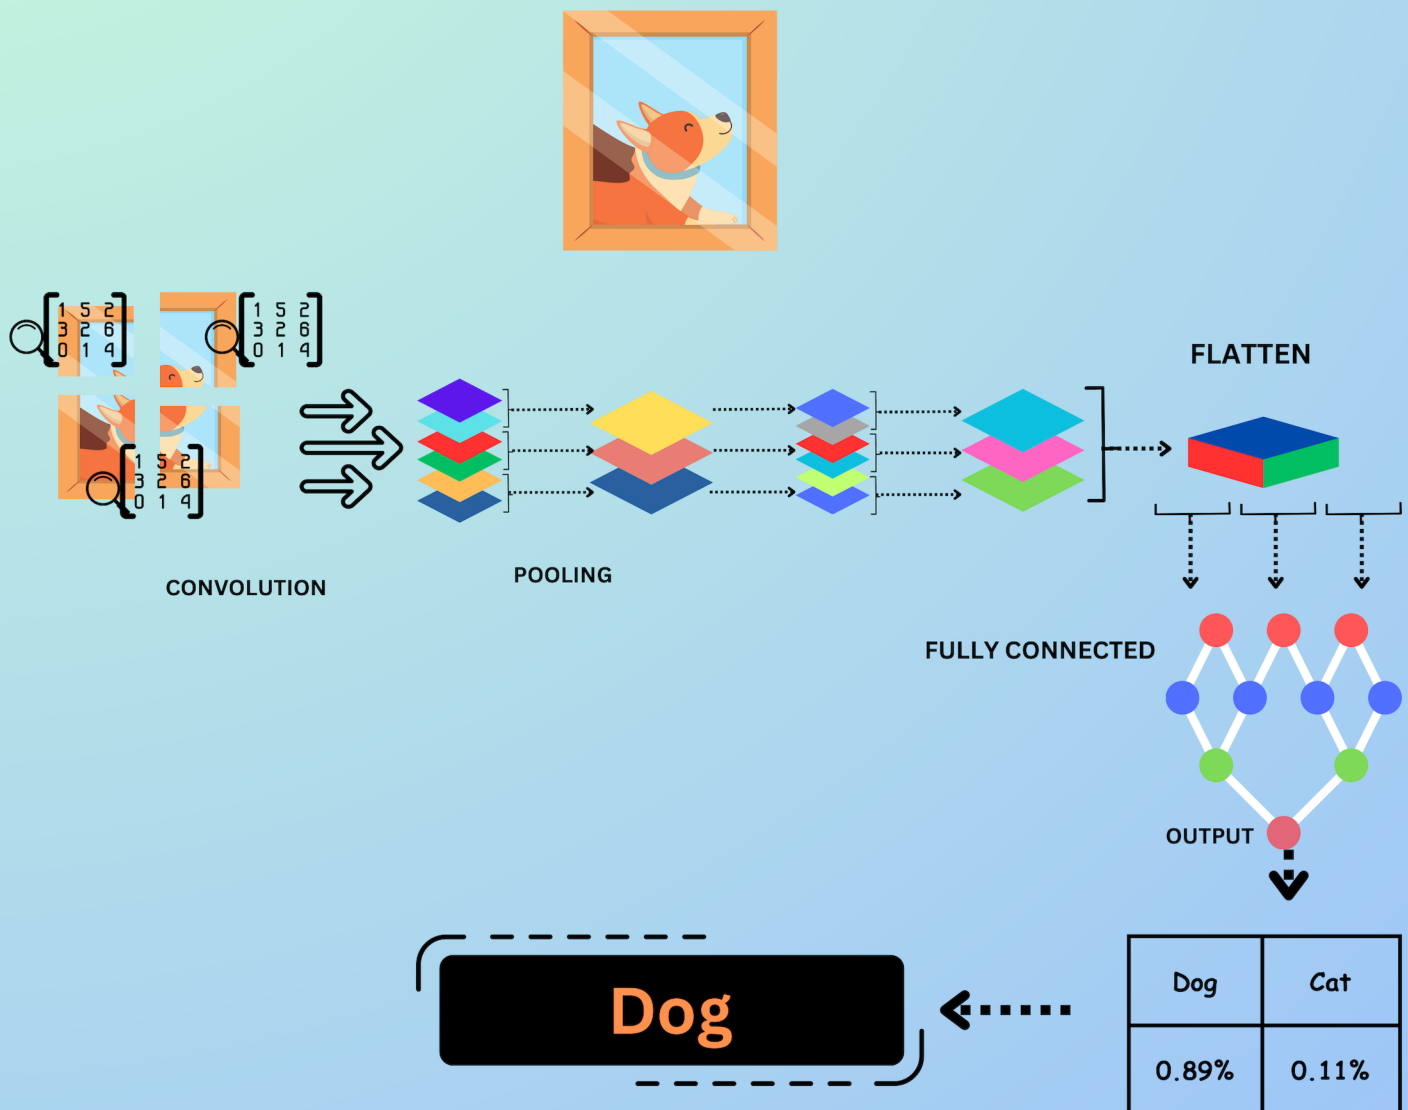 1 5 2
3 2 6
0 1 4
1 5 2
3 2 6
0 1 4
1 5 2
3 2 6
0 1 4
CONVOLUTION
POOLING
FLATTEN
FULLY CONNECTED
OUTPUT
Dog Cat
0.89% 0.11%
Dog